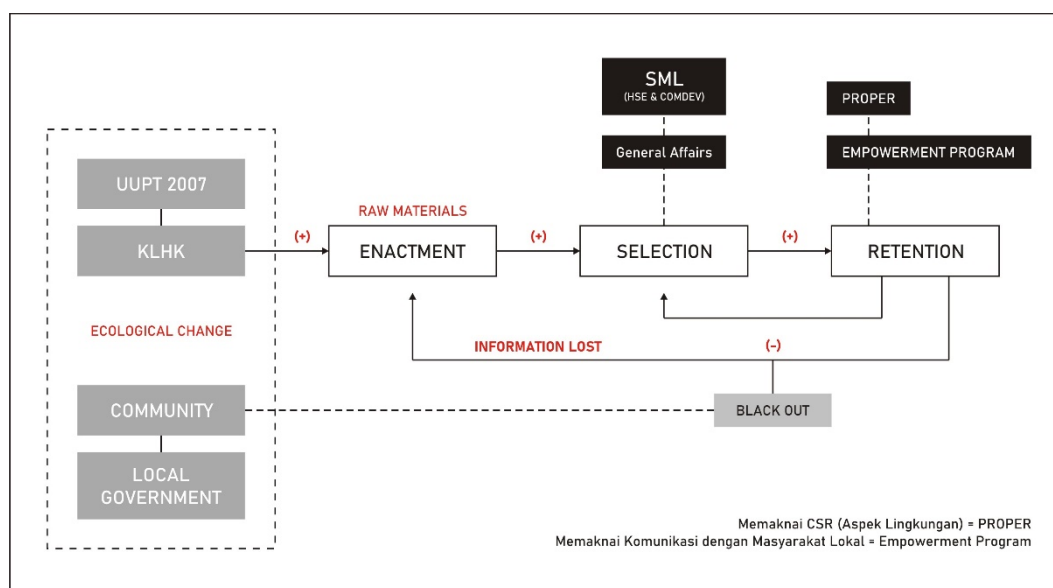 SML
(HSE & COMDEV)
PROPER
General Affairs
EMPOWERMENT PROGRAM
UUPT 2007
RAW MATERIALS
KLHK
(+)
ENACTMENT
(+)
SELECTION
(+)
RETENTION
ECOLOGICAL CHANGE
INFORMATION LOST
(-)
COMMUNITY
BLACK OUT
LOCAL
GOVERNMENT
Memaknai CSR (Aspek Lingkungan) = PROPER
Memaknai Komunikasi dengan Masyarakat Lokal = Empowerment Program